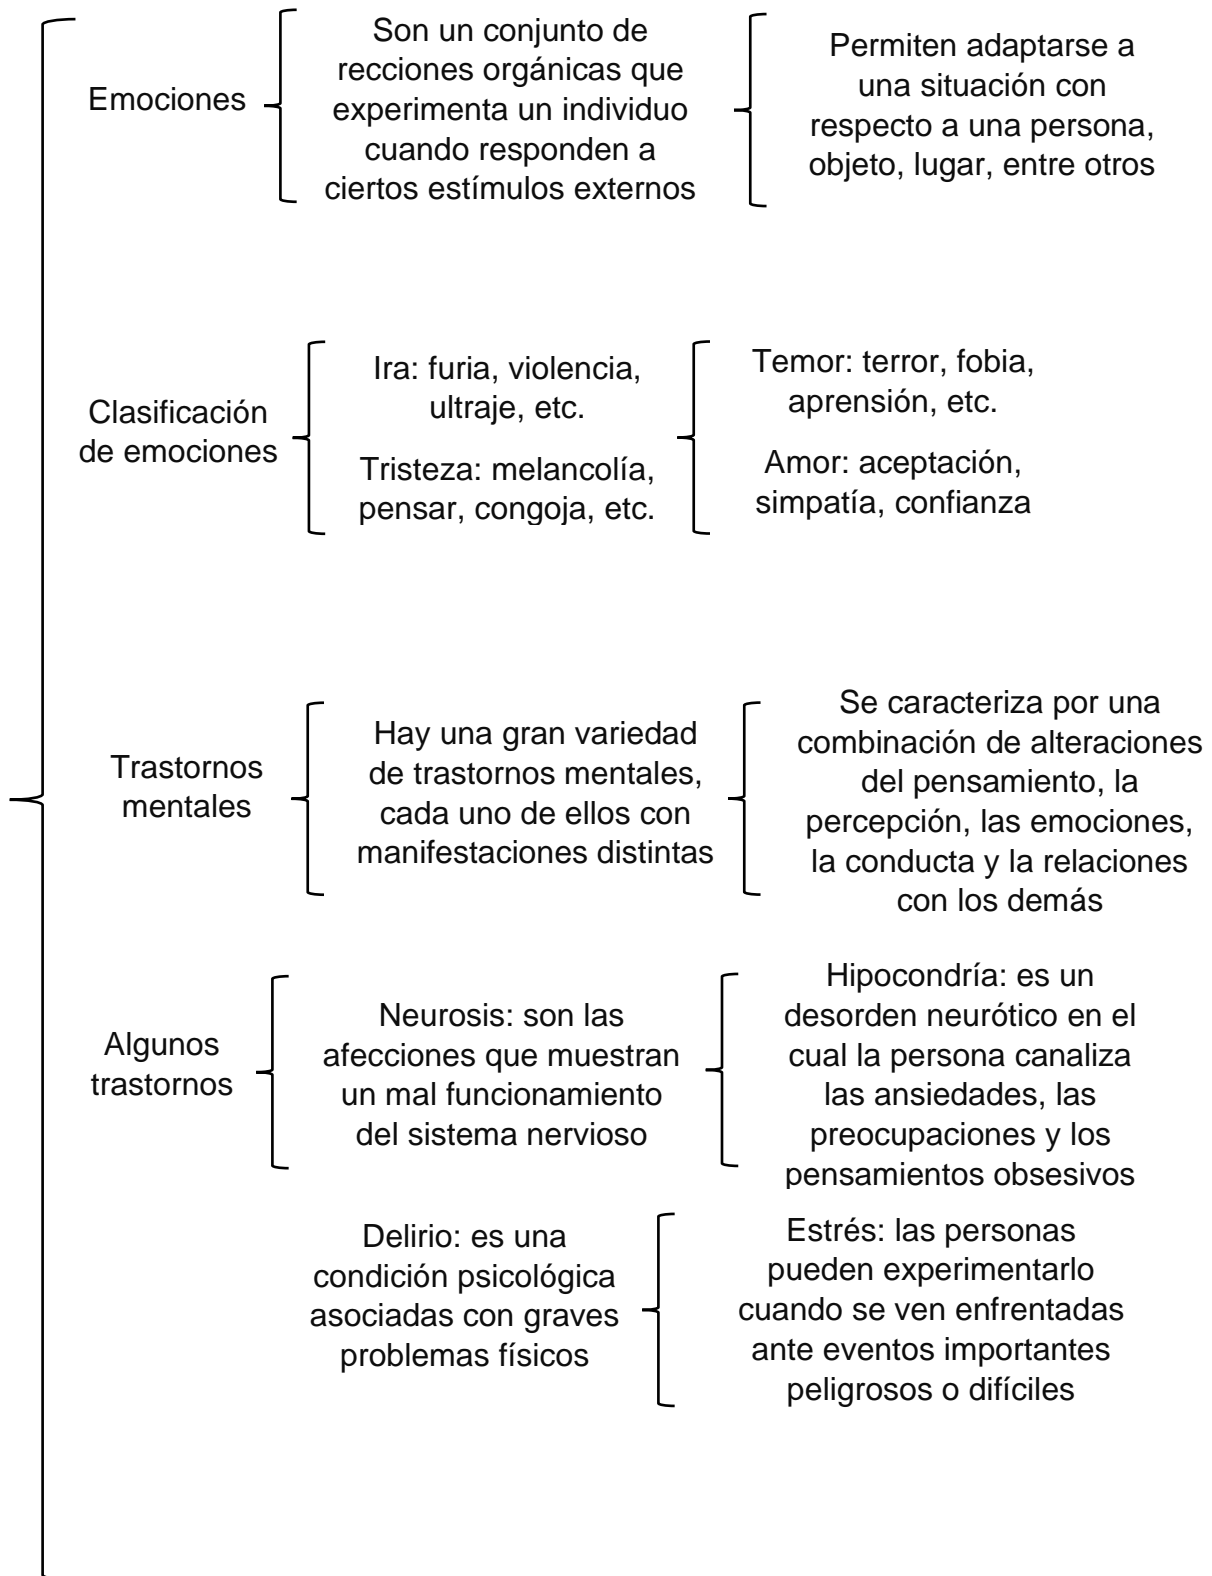 Emociones
Son un conjunto de
recciones orgánicas que
experimenta un individuo
cuando responden a
ciertos estímulos externos
Permiten adaptarse a
una situación con
respecto a una persona,
objeto, lugar, entre otros
Clasificación
de emociones
Ira: furia, violencia,
ultraje, etc.
Tristeza: melancolía,
pensar, congoja, etc.
Temor: terror, fobia,
aprensión, etc.
Amor: aceptación,
simpatía, confianza
Trastornos
mentales
Hay una gran variedad
de trastornos mentales,
cada uno de ellos con
manifestaciones distintas
Se caracteriza por una
combinación de alteraciones
del pensamiento, la
percepción, las emociones,
la conducta y la relaciones
con los demás
Algunos
trastornos
Neurosis: son las
afecciones que muestran
un mal funcionamiento
del sistema nervioso
Hipocondría: es un
desorden neurótico en el
cual la persona canaliza
las ansiedades, las
preocupaciones y los
pensamientos obsesivos
Delirio: es una
condición psicológica
asociadas con graves
problemas físicos
Estrés: las personas
pueden experimentarlo
cuando se ven enfrentadas
ante eventos importantes
peligrosos o difíciles